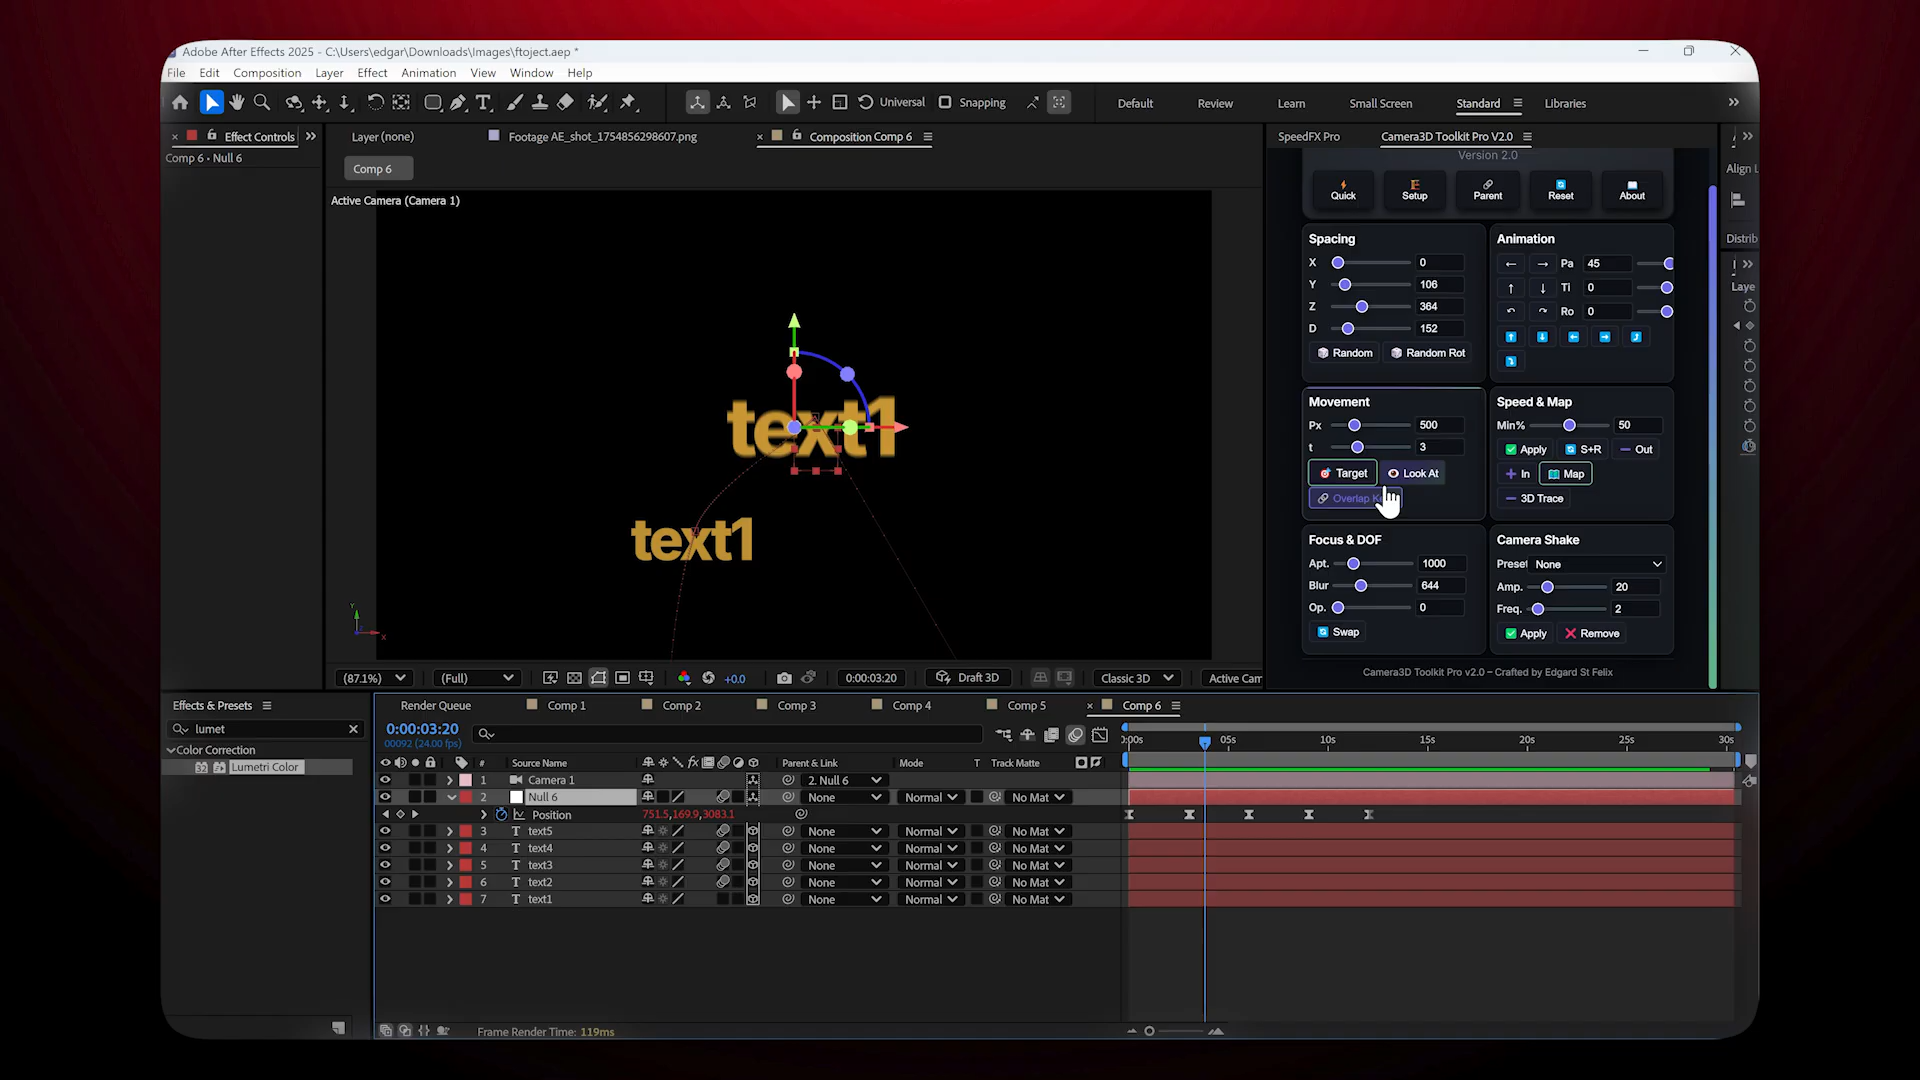 Adobe After Effects 2025 - C:\Users\edgar\Downloads\Images\ftoject.aep *
File Edit Composition Layer Effect Animation View Window Help
Universal Snapping Default Review Learn Small Screen Standard Libraries
Effect Controls
Layer (none)
Footage AE_shot_1754856298607.png
Composition Comp 6
SpeedFX Pro
Camera3D Toolkit Pro V2.0
Comp 6 • Null 6
Comp 6
Active Camera (Camera 1)
text1
text1
Y
X
Z
Version 2.0
Quick Setup Parent Reset About
Spacing
X 0
Y 106
Z 364
D 152
Random Random Rot
Animation
Pa 45
Ti 0
Ro 0
Movement
Px 500
t 3
Target Look At
Overlap
Speed & Map
Min% 50
Apply S+R Out
In Map
3D Trace
Focus & DOF
Apt. 1000
Blur 644
Op. 0
Swap
Camera Shake
Preset None
Amp. 20
Freq. 2
Apply Remove
Camera3D Toolkit Pro v2.0 – Crafted by Edgard St Felix
Align L
Distrib
Laye
(87.1%) (Full) +0.0 0:00:03:20 Draft 3D Classic 3D Active Cam
Effects & Presets
lumet
Color Correction
32 Lumetri Color
Render Queue Comp 1 Comp 2 Comp 3 Comp 4 Comp 5 Comp 6
0:00:03:20
00092 (24.00 fps)
):00s 05s 10s 15s 20s 25s 30s
# Source Name fx Parent & Link Mode T Track Matte
1 Camera 1 2. Null 6
2 Null 6 None Normal No Mat
Position 751.5,169.9,3083.1
3 T text5 None Normal No Mat
4 T text4 None Normal No Mat
5 T text3 None Normal No Mat
6 T text2 None Normal No Mat
7 T text1 None Normal No Mat
Frame Render Time: 119ms